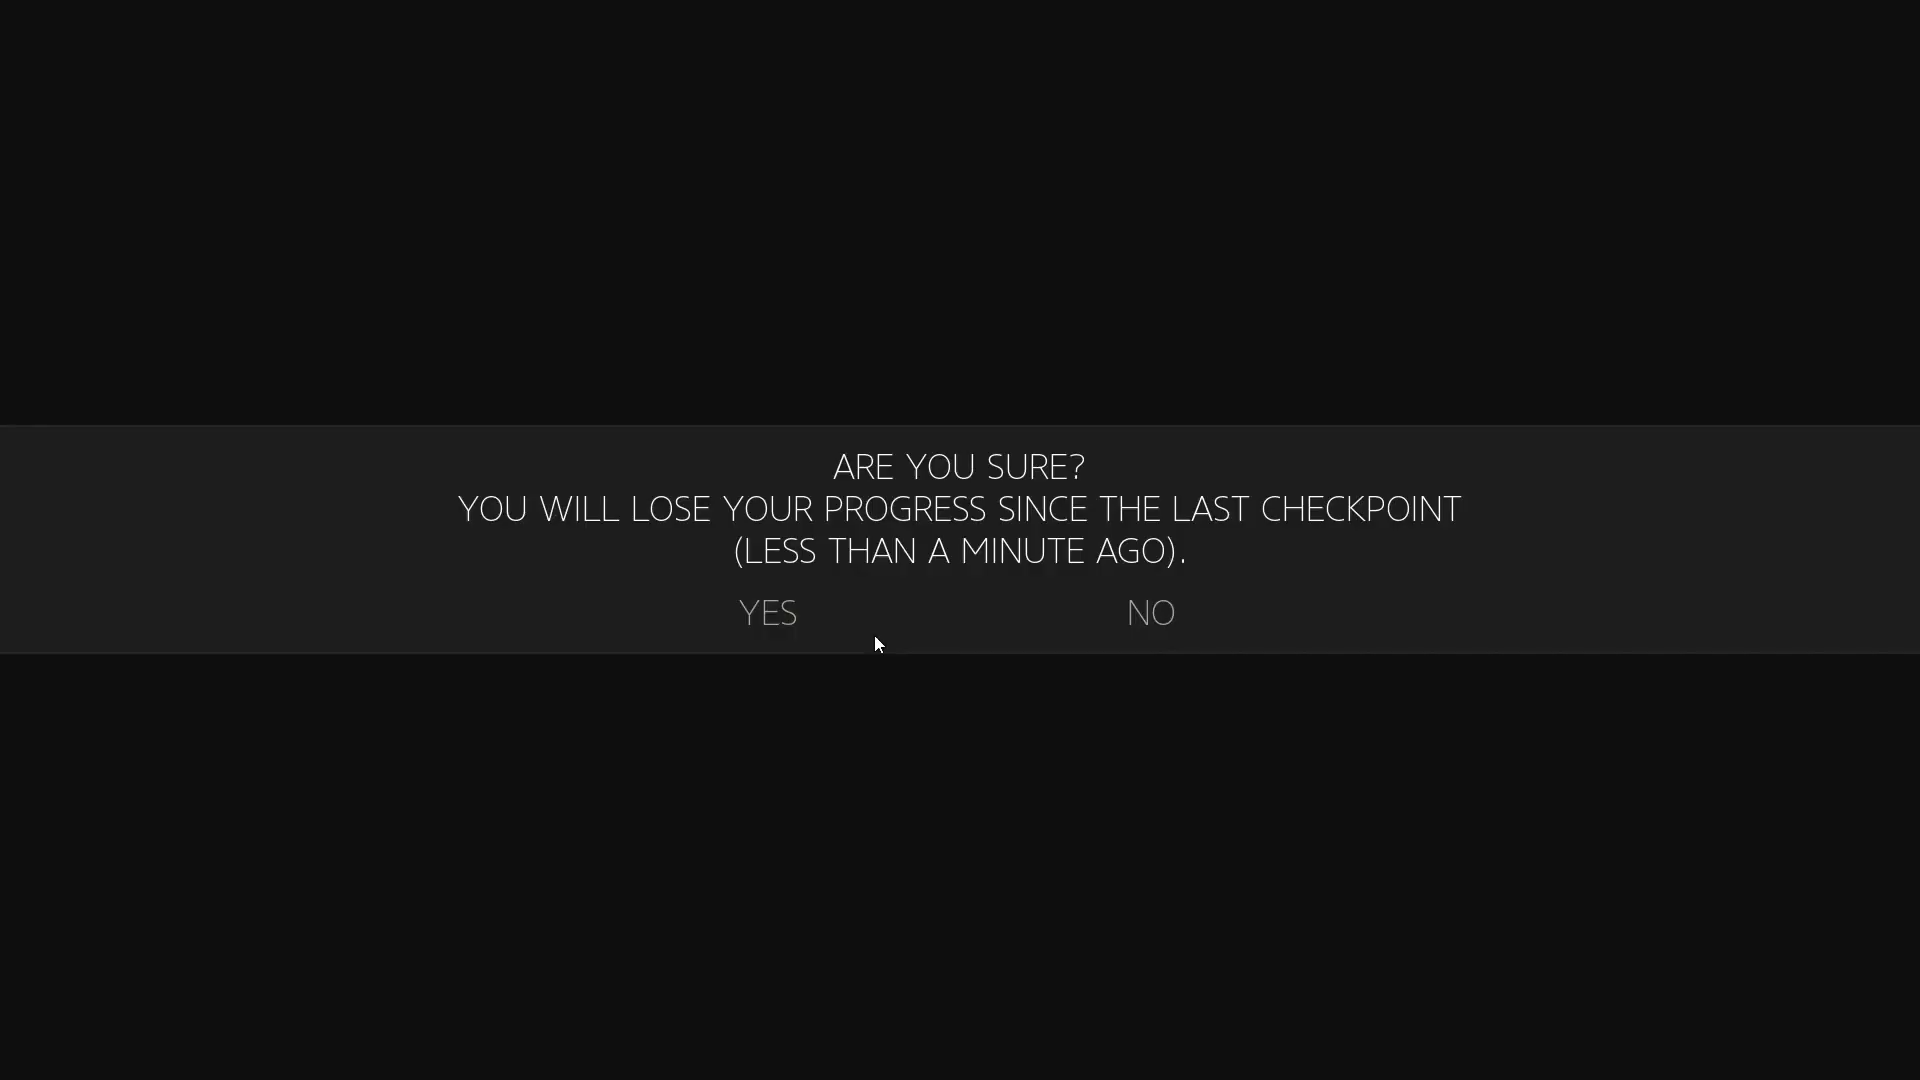 ARE YOU SURE?
YOU WILL LOSE YOUR PROGRESS SINCE THE LAST CHECKPOINT
(LESS THAN A MINUTE AGO).
YES NO